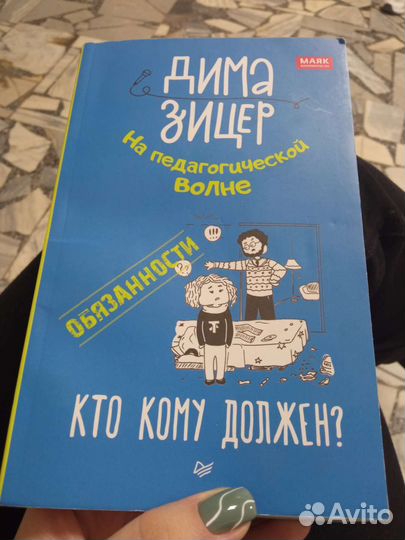 МАЯК
ДИМА
ЗИЦЕР
На педагогической
волне
ОБЯЗАННОСТИ
!!!
??
КТО КОМУ ДОЛЖЕН?
Avito